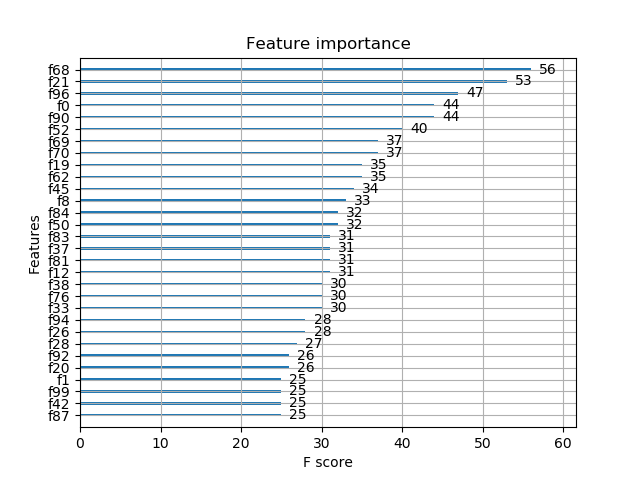 Feature importance
f68 56
f21 53
f96 47
f0 44
f90 44
f52 40
f69 37
f70 37
f19 35
f62 35
f45 34
f8 33
f84 32
f50 32
f83 31
f37 31
f81 31
f12 31
f38 30
f76 30
f33 30
f94 28
f26 28
f28 27
f92 26
f20 26
f1 25
f99 25
f42 25
f87 25
Features
0 10 20 30 40 50 60
F score